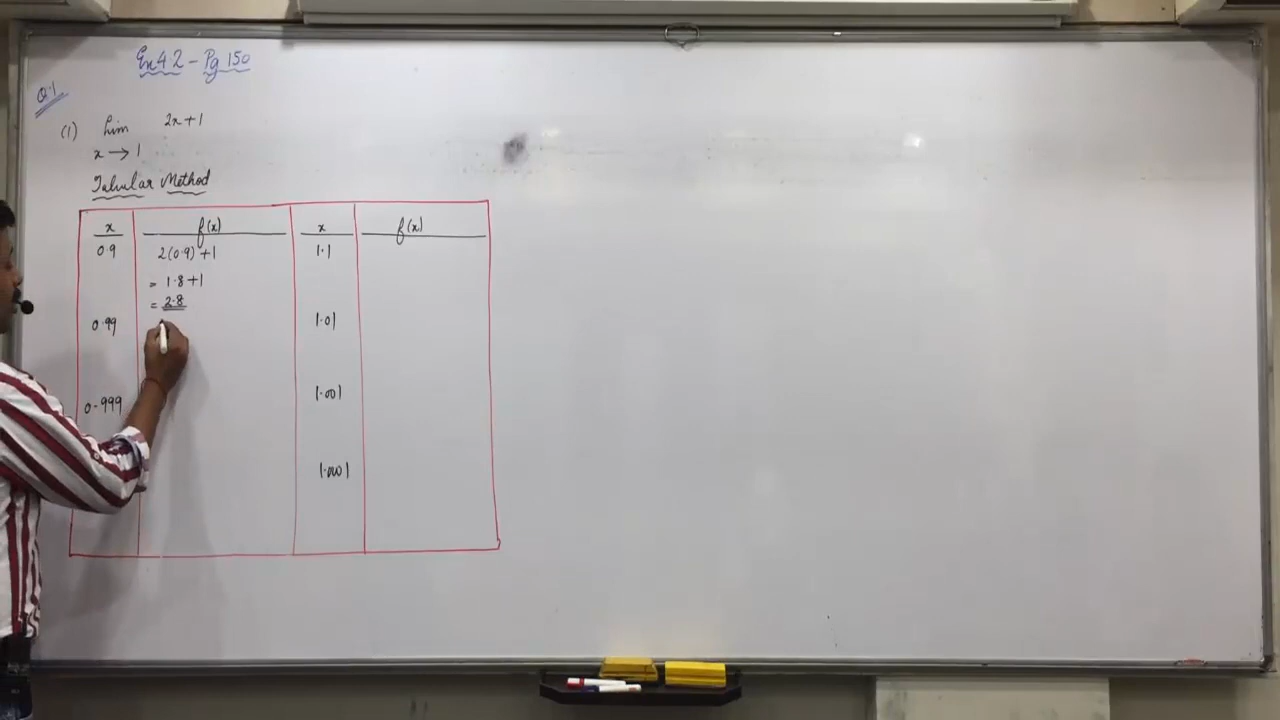 Ex 4.2 - Pg 150
Q.1
(1) Lim 2x+1
x → 1
Tabular Method
x f(x) x f(x)
0.9 2(0.9)+1 1.1
= 1.8+1
= 2.8
0.99 1.01
0.999 1.001
1.0001